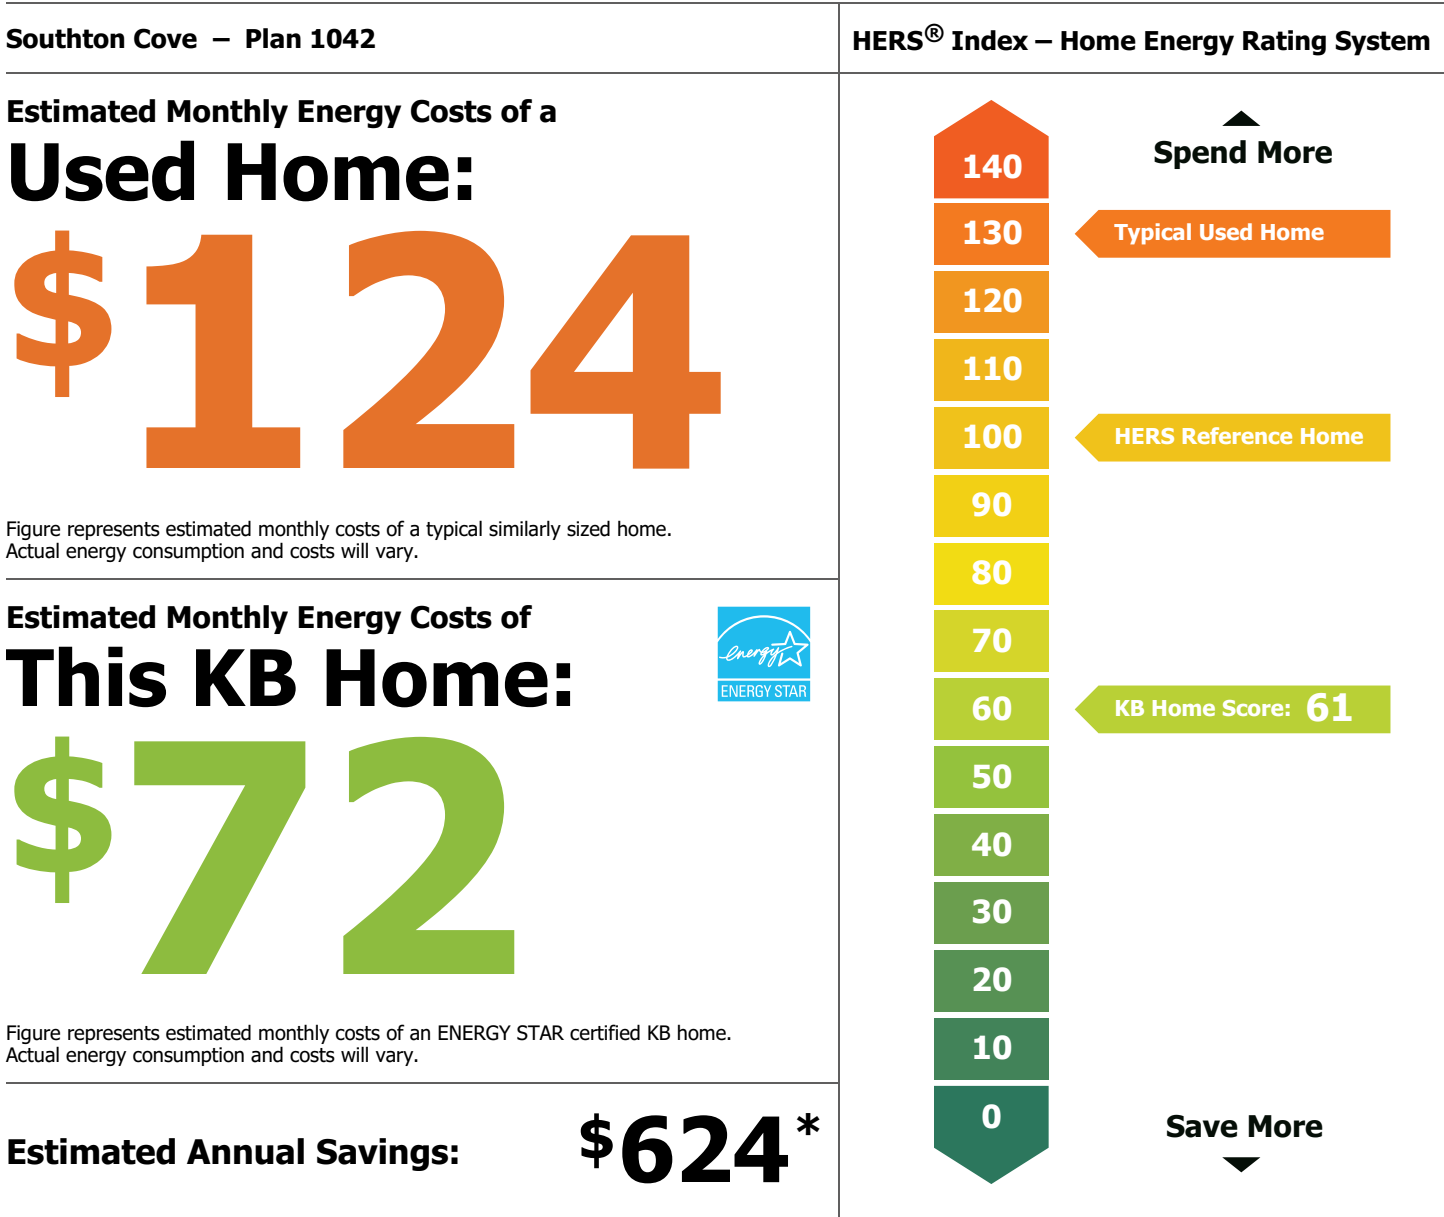 Southton Cove – Plan 1042
Estimated Monthly Energy Costs of a
Used Home:
$124
Figure represents estimated monthly costs of a typical similarly sized home.
Actual energy consumption and costs will vary.
Estimated Monthly Energy Costs of
This KB Home:
energy
ENERGY STAR
$72
Figure represents estimated monthly costs of an ENERGY STAR certified KB home.
Actual energy consumption and costs will vary.
Estimated Annual Savings: $624*
HERS® Index – Home Energy Rating System
Spend More
140
130 Typical Used Home
120
110
100 HERS Reference Home
90
80
70
60 KB Home Score: 61
50
40
30
20
10
0
Save More